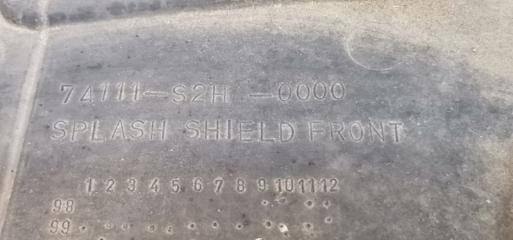 74111-S2H -0000
SPLASH SHIELD FRONT
1 2 3 4 5 6 7 8 9 10 11 12
98
99